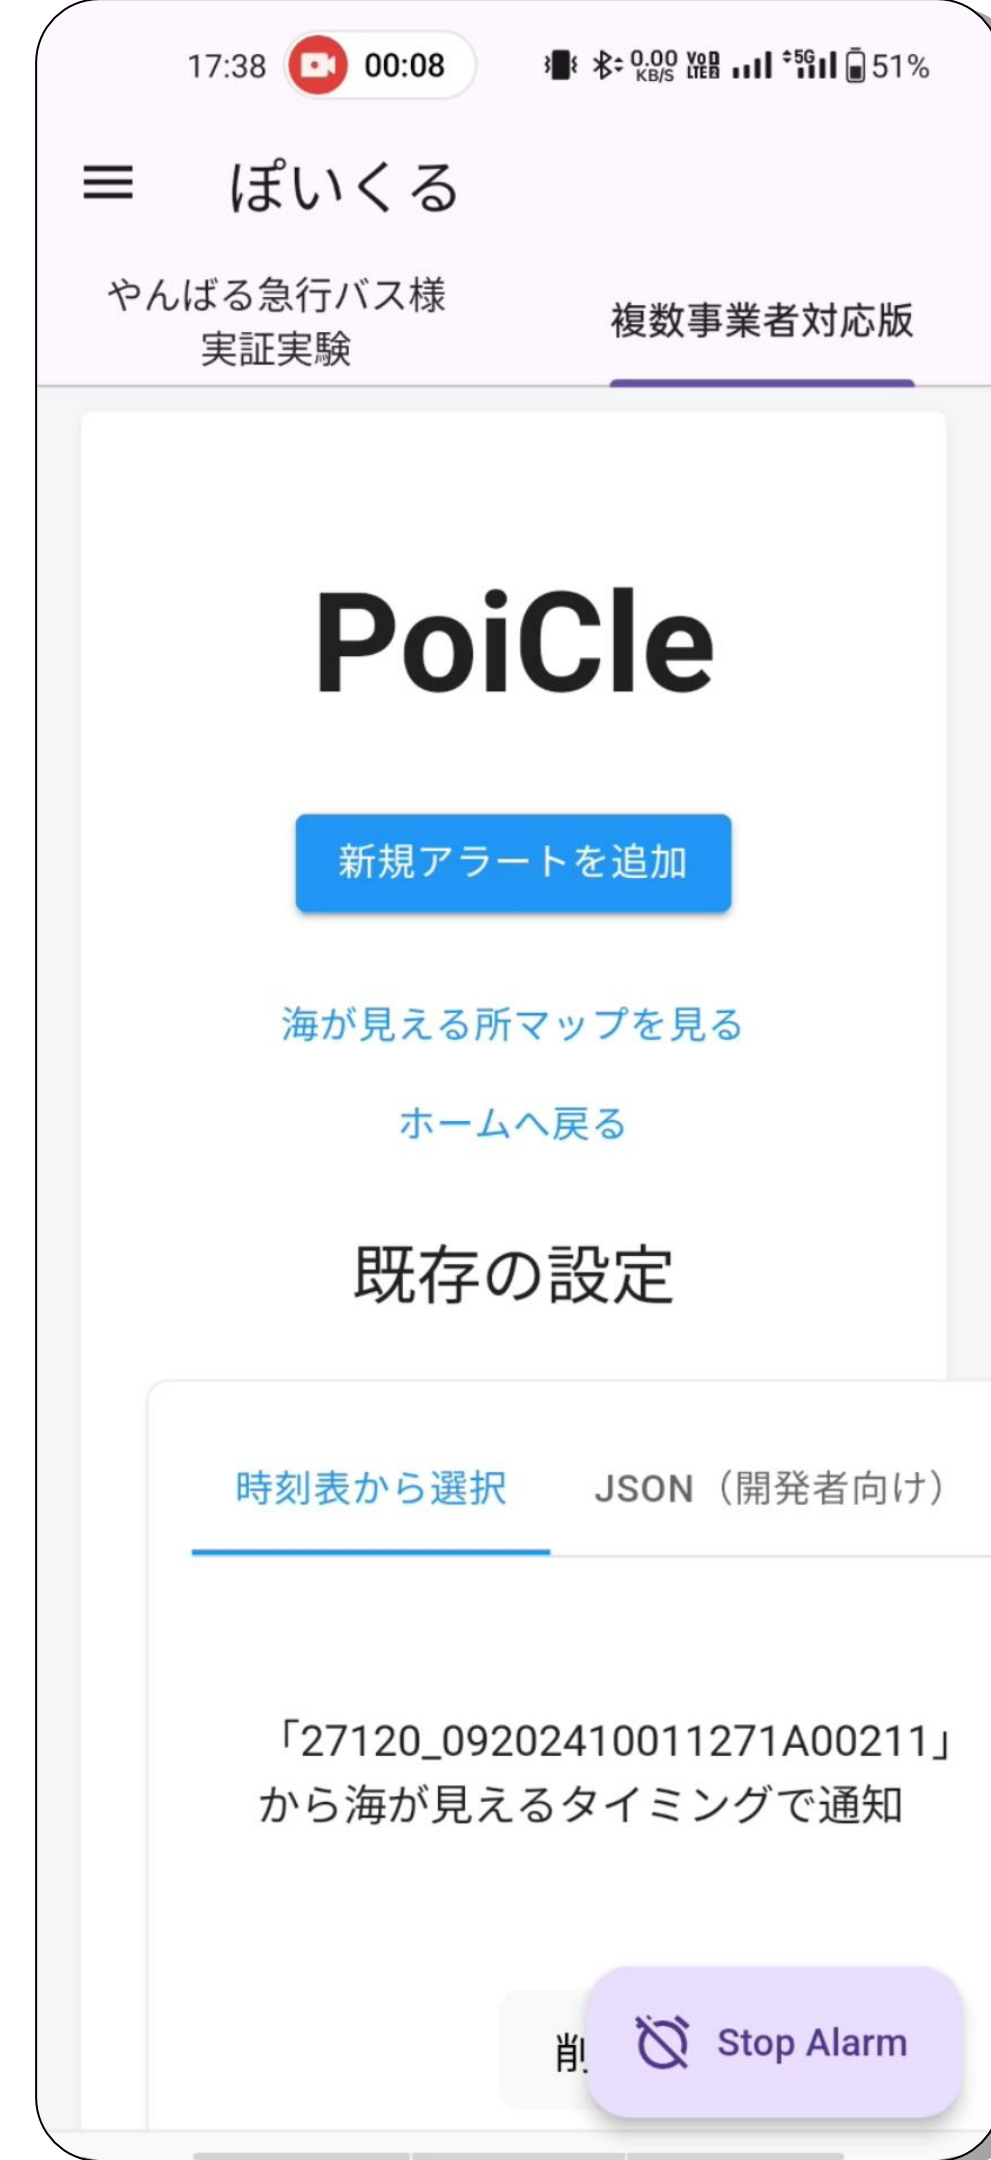 17:38 00:08 0.00 KB/S Vo LTE 5G 51%
ぽいくる
やんばる急行バス様
実証実験
複数事業者対応版
PoiCle
新規アラートを追加
海が見える所マップを見る
ホームへ戻る
既存の設定
時刻表から選択 JSON（開発者向け）
「27120_09202410011271A00211」
から海が見えるタイミングで通知
削
Stop Alarm